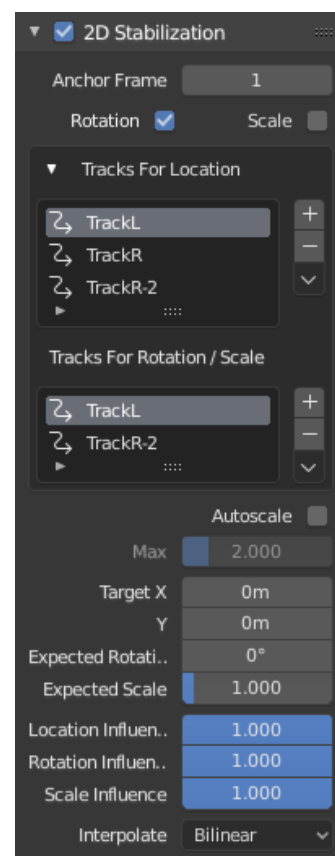 2D Stabilization
Anchor Frame 1
Rotation Scale
Tracks For Location
TrackL
TrackR
TrackR-2
Tracks For Rotation / Scale
TrackL
TrackR-2
Autoscale
Max 2.000
Target X 0m
Y 0m
Expected Rotati.. 0°
Expected Scale 1.000
Location Influen.. 1.000
Rotation Influen.. 1.000
Scale Influence 1.000
Interpolate Bilinear